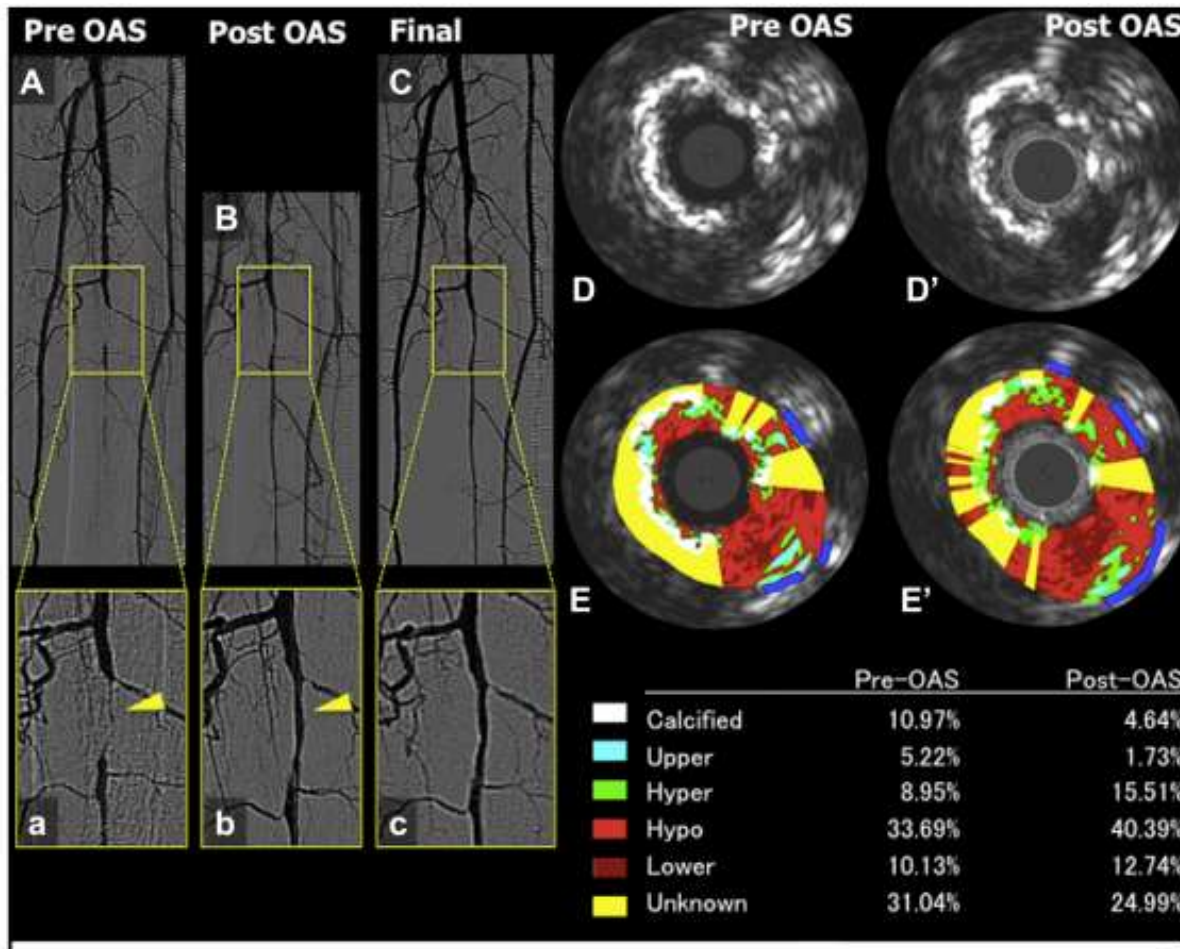 Pre OAS
Post OAS
Final
Pre OAS
Post OAS
A
B
C
D
D’
E
E’
a
b
c
Pre-OAS Post-OAS
Calcified 10.97% 4.64%
Upper 5.22% 1.73%
Hyper 8.95% 15.51%
Hypo 33.69% 40.39%
Lower 10.13% 12.74%
Unknown 31.04% 24.99%